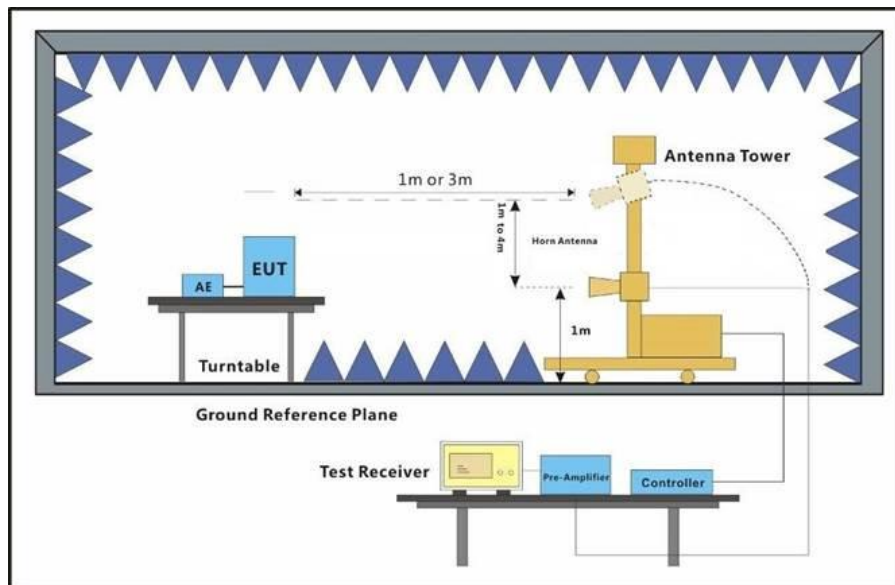 1m or 3m
Antenna Tower
1m to 4m
Horn Antenna
EUT
AE
1m
Turntable
Ground Reference Plane
Test Receiver
Pre-Amplifier
Controller